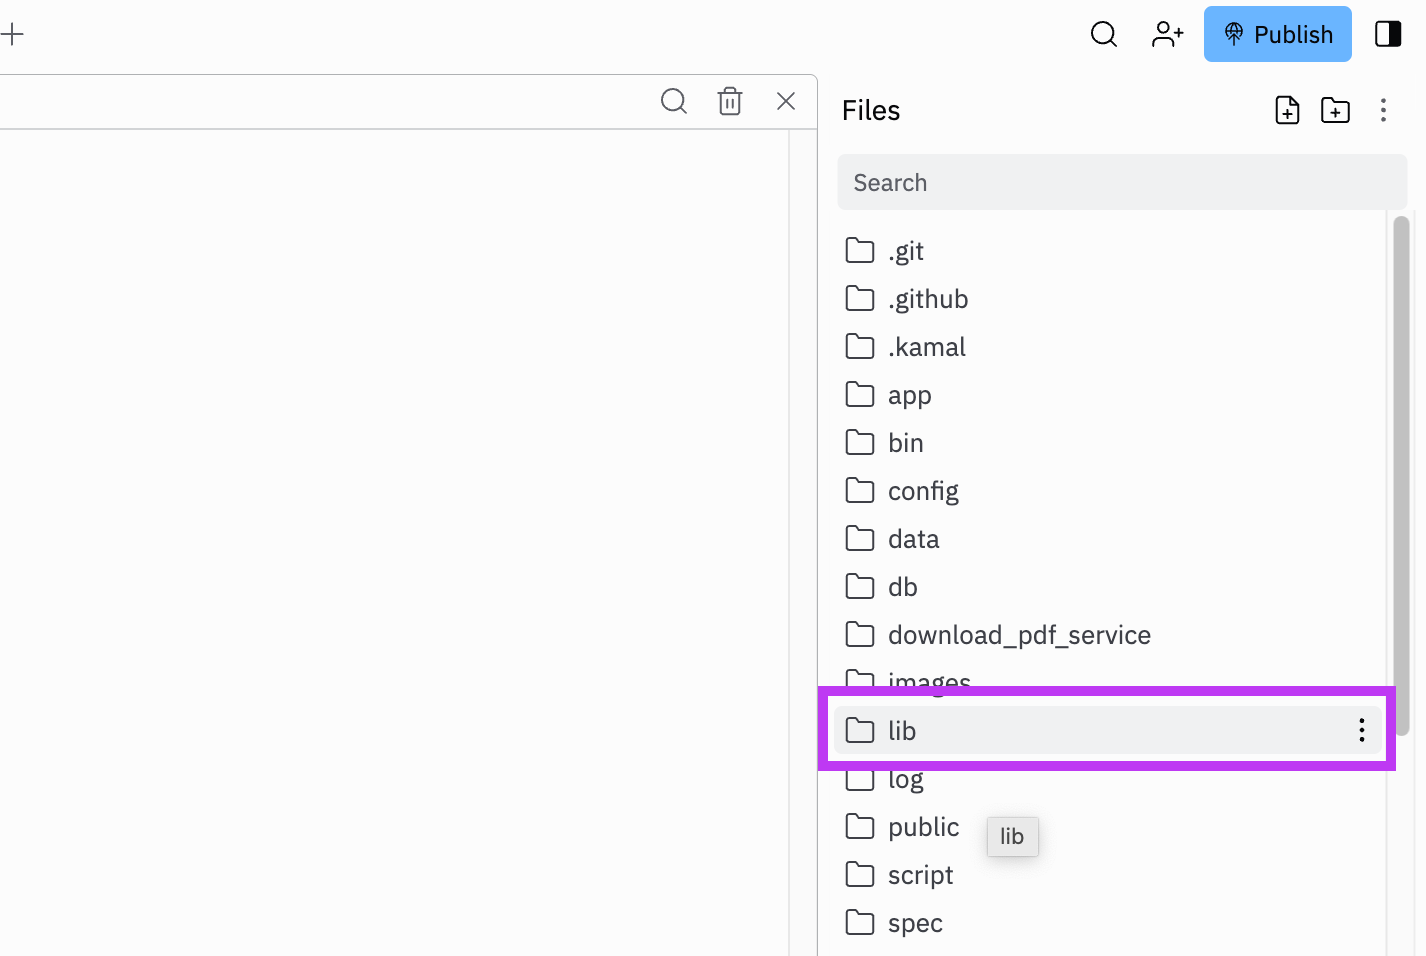 Publish
Files
Search
.git
.github
.kamal
app
bin
config
data
db
download_pdf_service
images
lib
log
public
lib
script
spec